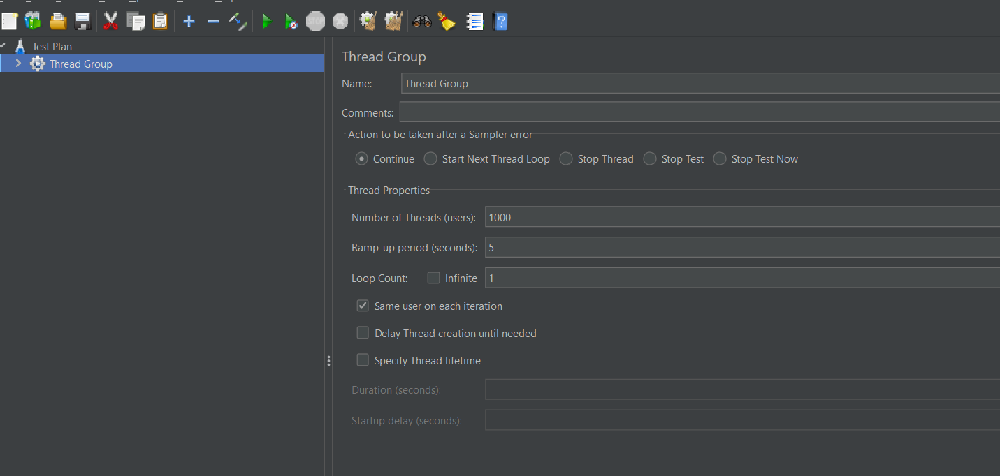 STOP
?
Test Plan
Thread Group
Thread Group
Name: Thread Group
Comments:
Action to be taken after a Sampler error
Continue Start Next Thread Loop Stop Thread Stop Test Stop Test Now
Thread Properties
Number of Threads (users): 1000
Ramp-up period (seconds): 5
Loop Count: Infinite 1
Same user on each iteration
Delay Thread creation until needed
Specify Thread lifetime
Duration (seconds):
Startup delay (seconds):